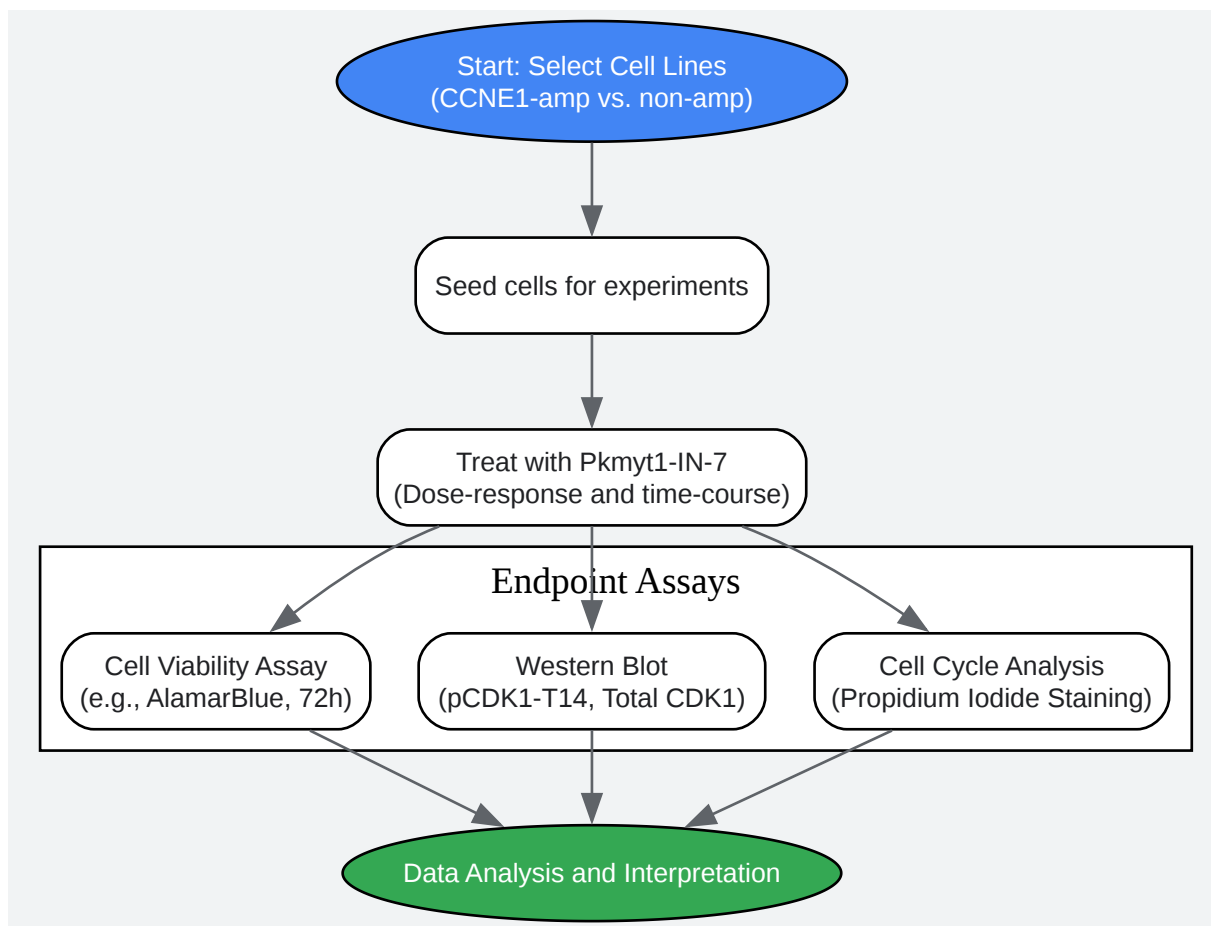 Start: Select Cell Lines
(CCNE1-amp vs. non-amp)
Seed cells for experiments
Treat with Pkmyt1-IN-7
(Dose-response and time-course)
Endpoint Assays
Cell Viability Assay
(e.g., AlamarBlue, 72h)
Western Blot
(pCDK1-T14, Total CDK1)
Cell Cycle Analysis
(Propidium Iodide Staining)
Data Analysis and Interpretation